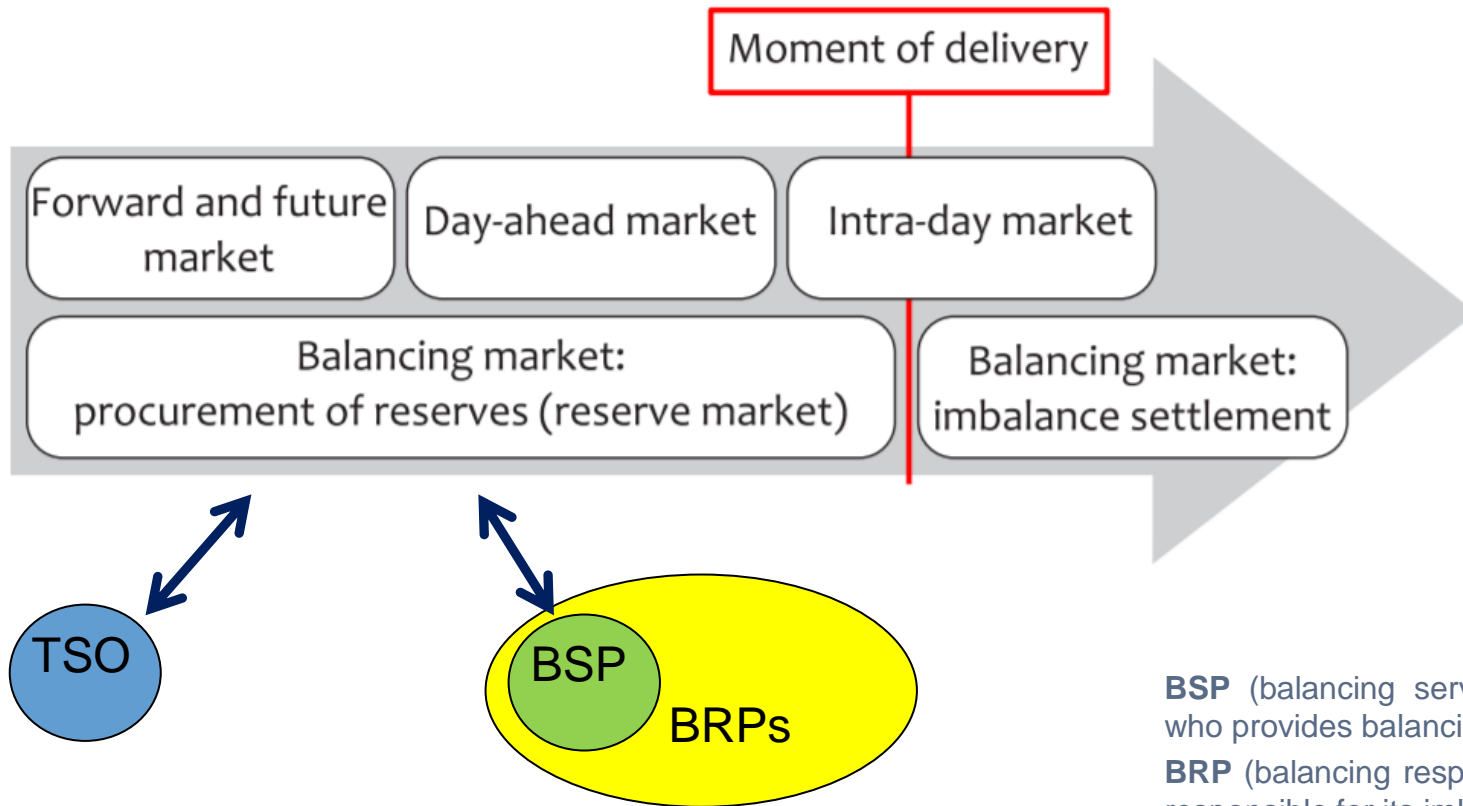 Moment of delivery
Forward and future
market
Day-ahead market
Intra-day market
Balancing market:
procurement of reserves (reserve market)
Balancing market:
imbalance settlement
TSO
BSP
BRPs
BSP (balancing serv
who provides balanci
BRP (balancing resp